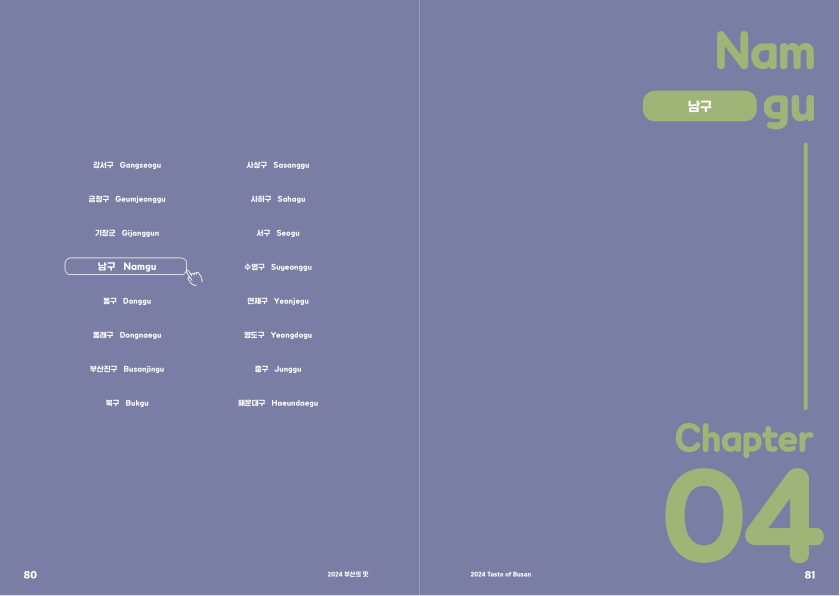 강서구 Gangseogu
금정구 Geumjeonggu
기장군 Gijanggun
남구 Namgu
동구 Donggu
동래구 Dongnaegu
부산진구 Busanjingu
북구 Bukgu
사상구 Sasanggu
사하구 Sahagu
서구 Seogu
수영구 Suyeonggu
연제구 Yeonjegu
영도구 Yeongdogu
중구 Junggu
해운대구 Haeundaegu
80
2024 부산의 맛
Nam
남구 gu
Chapter
04
2024 Taste of Busan
81